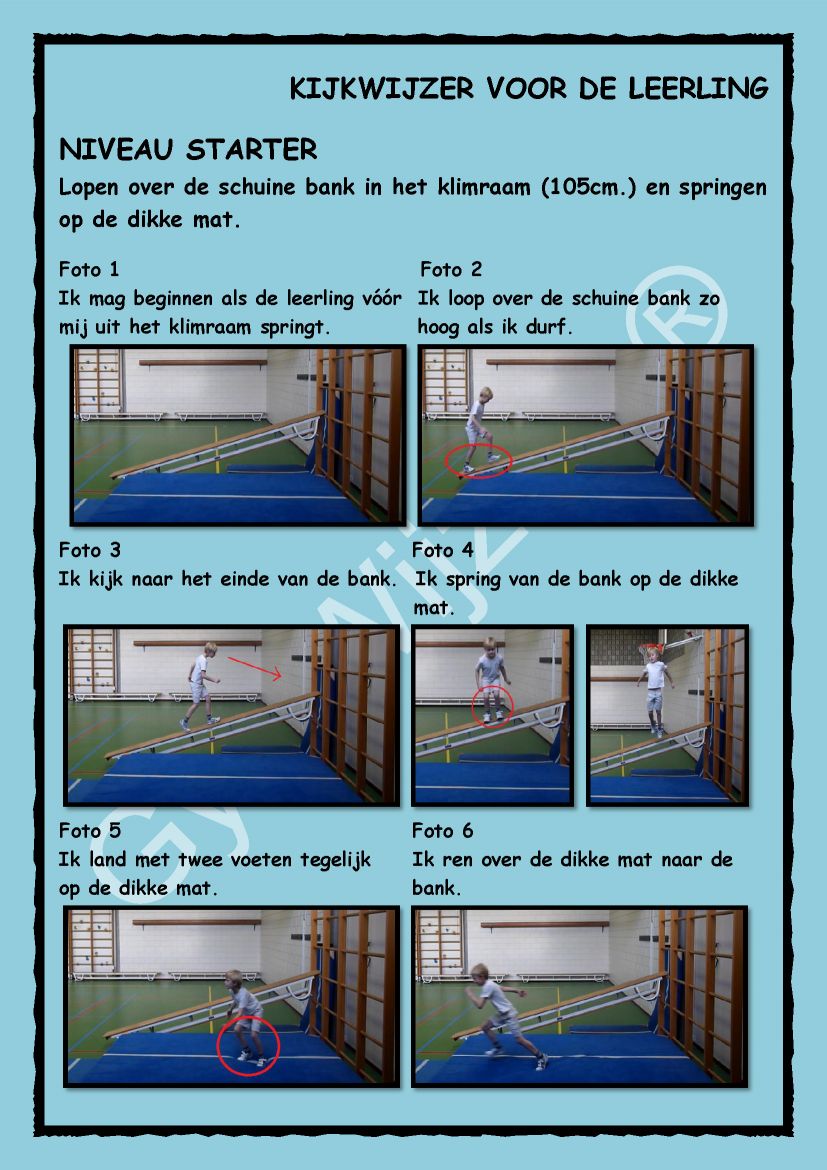 KIJKWIJZER VOOR DE LEERLING
NIVEAU STARTER
Lopen over de schuine bank in het klimraam (105cm.) en springen
op de dikke mat.
Foto 1
Ik mag beginnen als de leerling vóór
mij uit het klimraam springt.
Foto 2
Ik loop over de schuine bank zo
hoog als ik durf.
Foto 3
Ik kijk naar het einde van de bank.
Foto 4
Ik spring van de bank op de dikke
mat.
Foto 5
Ik land met twee voeten tegelijk
op de dikke mat.
Foto 6
Ik ren over de dikke mat naar de
bank.
®